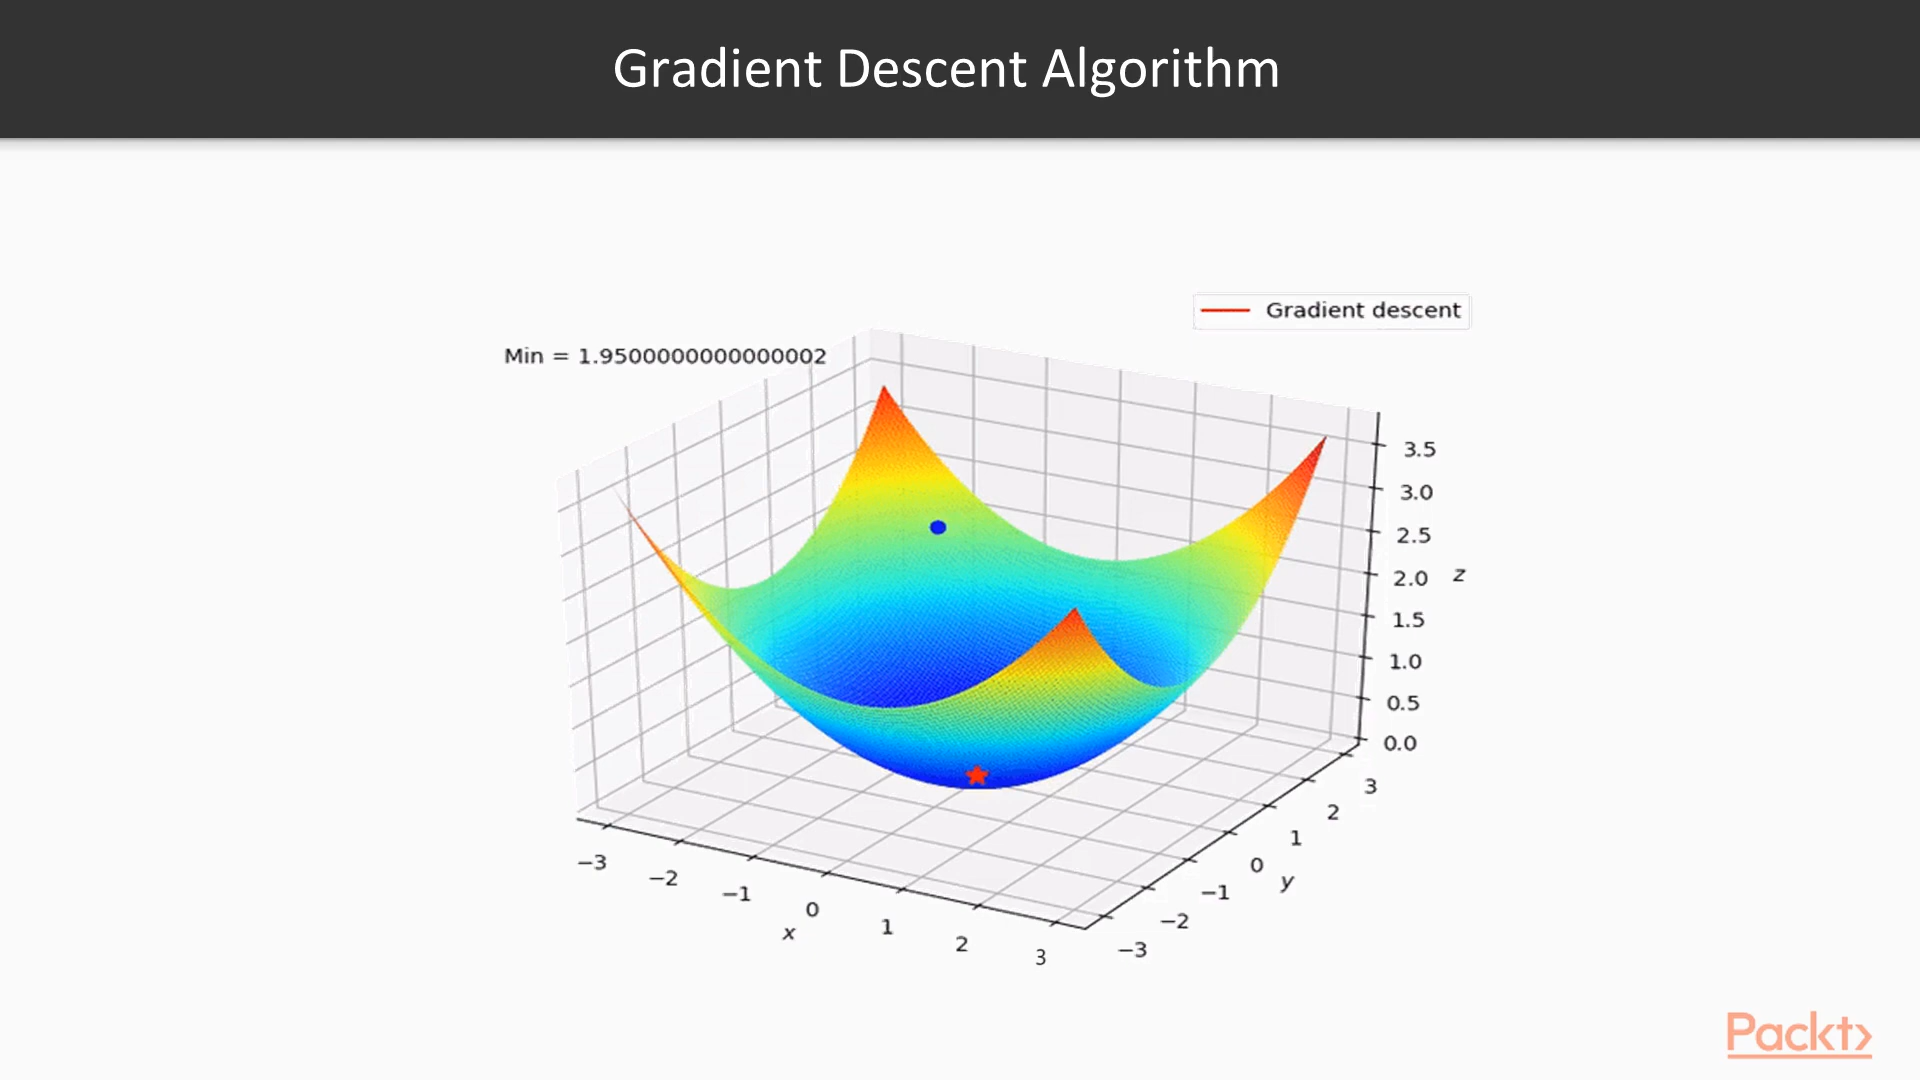 Gradient Descent Algorithm
Gradient descent
Min = 1.9500000000000002
3.5
3.0
2.5
2.0 z
1.5
1.0
0.5
0.0
−3 −2 −1 0 1 2 3
x
−3 −2 −1 0 1 2 3
y
Packt>